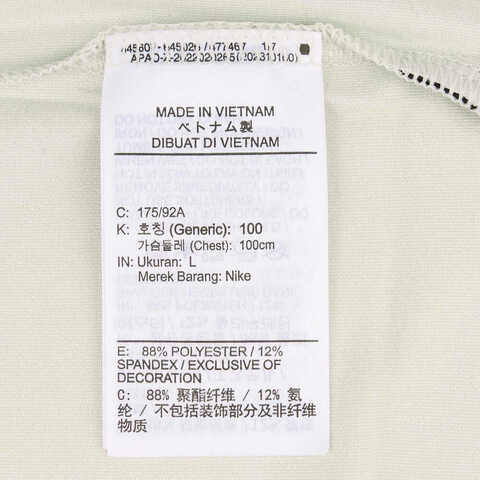 MADE IN VIETNAM
ベトナム製
DIBUAT DI VIETNAM
C: 175/92A
K: 호칭 (Generic): 100
가슴둘레 (Chest): 100cm
IN: Ukuran: L
Merek Barang: Nike
E: 88% POLYESTER / 12%
SPANDEX / EXCLUSIVE OF
DECORATION
C: 88% 聚酯纤维 / 12% 氨
纶 / 不包括装饰部分及非纤维
物质